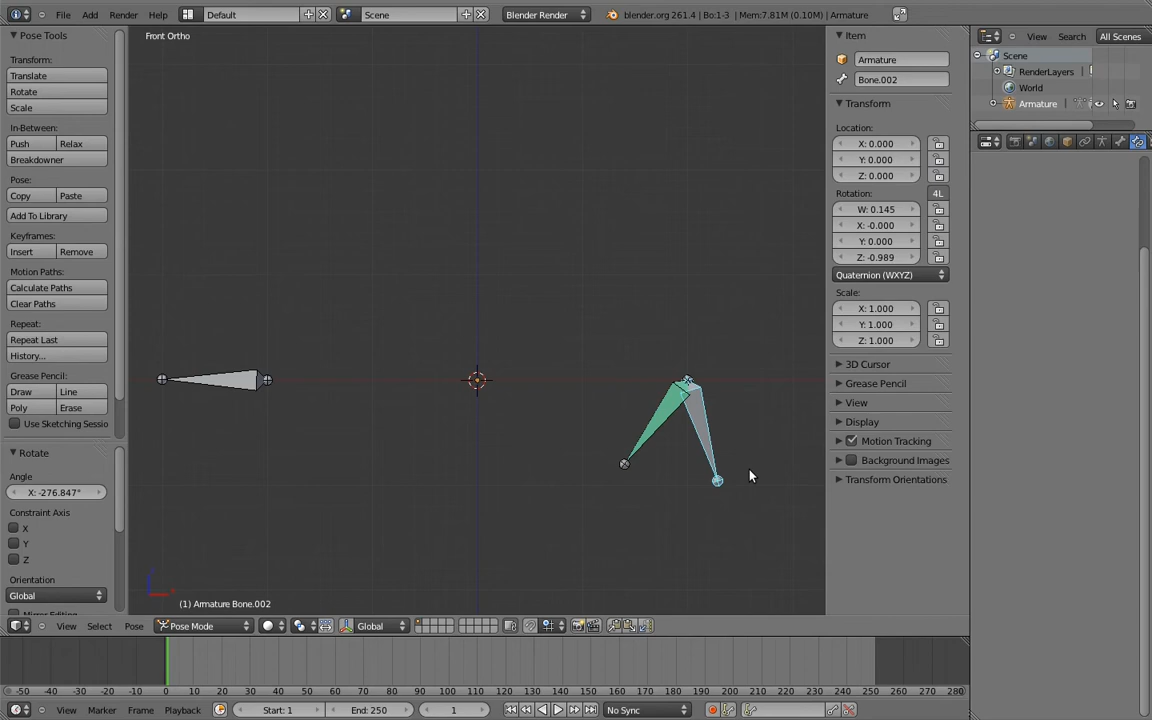 File Add Render Help Default Scene Blender Render blender.org 261.4 | Bo:1-3 | Mem:7.81M (0.10M) | Armature
Pose Tools
Transform:
Translate
Rotate
Scale
In-Between:
Push Relax
Breakdowner
Pose:
Copy Paste
Add To Library
Keyframes:
Insert Remove
Motion Paths:
Calculate Paths
Clear Paths
Repeat:
Repeat Last
History...
Grease Pencil:
Draw Line
Poly Erase
Use Sketching Sessio
Rotate
Angle
X: -276.847°
Constraint Axis
X
Y
Z
Orientation
Global
Front Ortho
(1) Armature Bone.002
Item
Armature
Bone.002
Transform
Location:
X: 0.000
Y: 0.000
Z: 0.000
Rotation: 4L
W: 0.145
X: -0.000
Y: 0.000
Z: -0.989
Quaternion (WXYZ)
Scale:
X: 1.000
Y: 1.000
Z: 1.000
3D Cursor
Grease Pencil
View
Display
Motion Tracking
Background Images
Transform Orientations
View Search All Scenes
Scene
RenderLayers |
World
Armature |
View Select Pose Pose Mode Global
-50 -40 -30 -20 -10 0 10 20 30 40 50 60 70 80 90 100 110 120 130 140 150 160 170 180 190 200 210 220 230 240 250 260 270 280
View Marker Frame Playback Start: 1 End: 250 1 No Sync